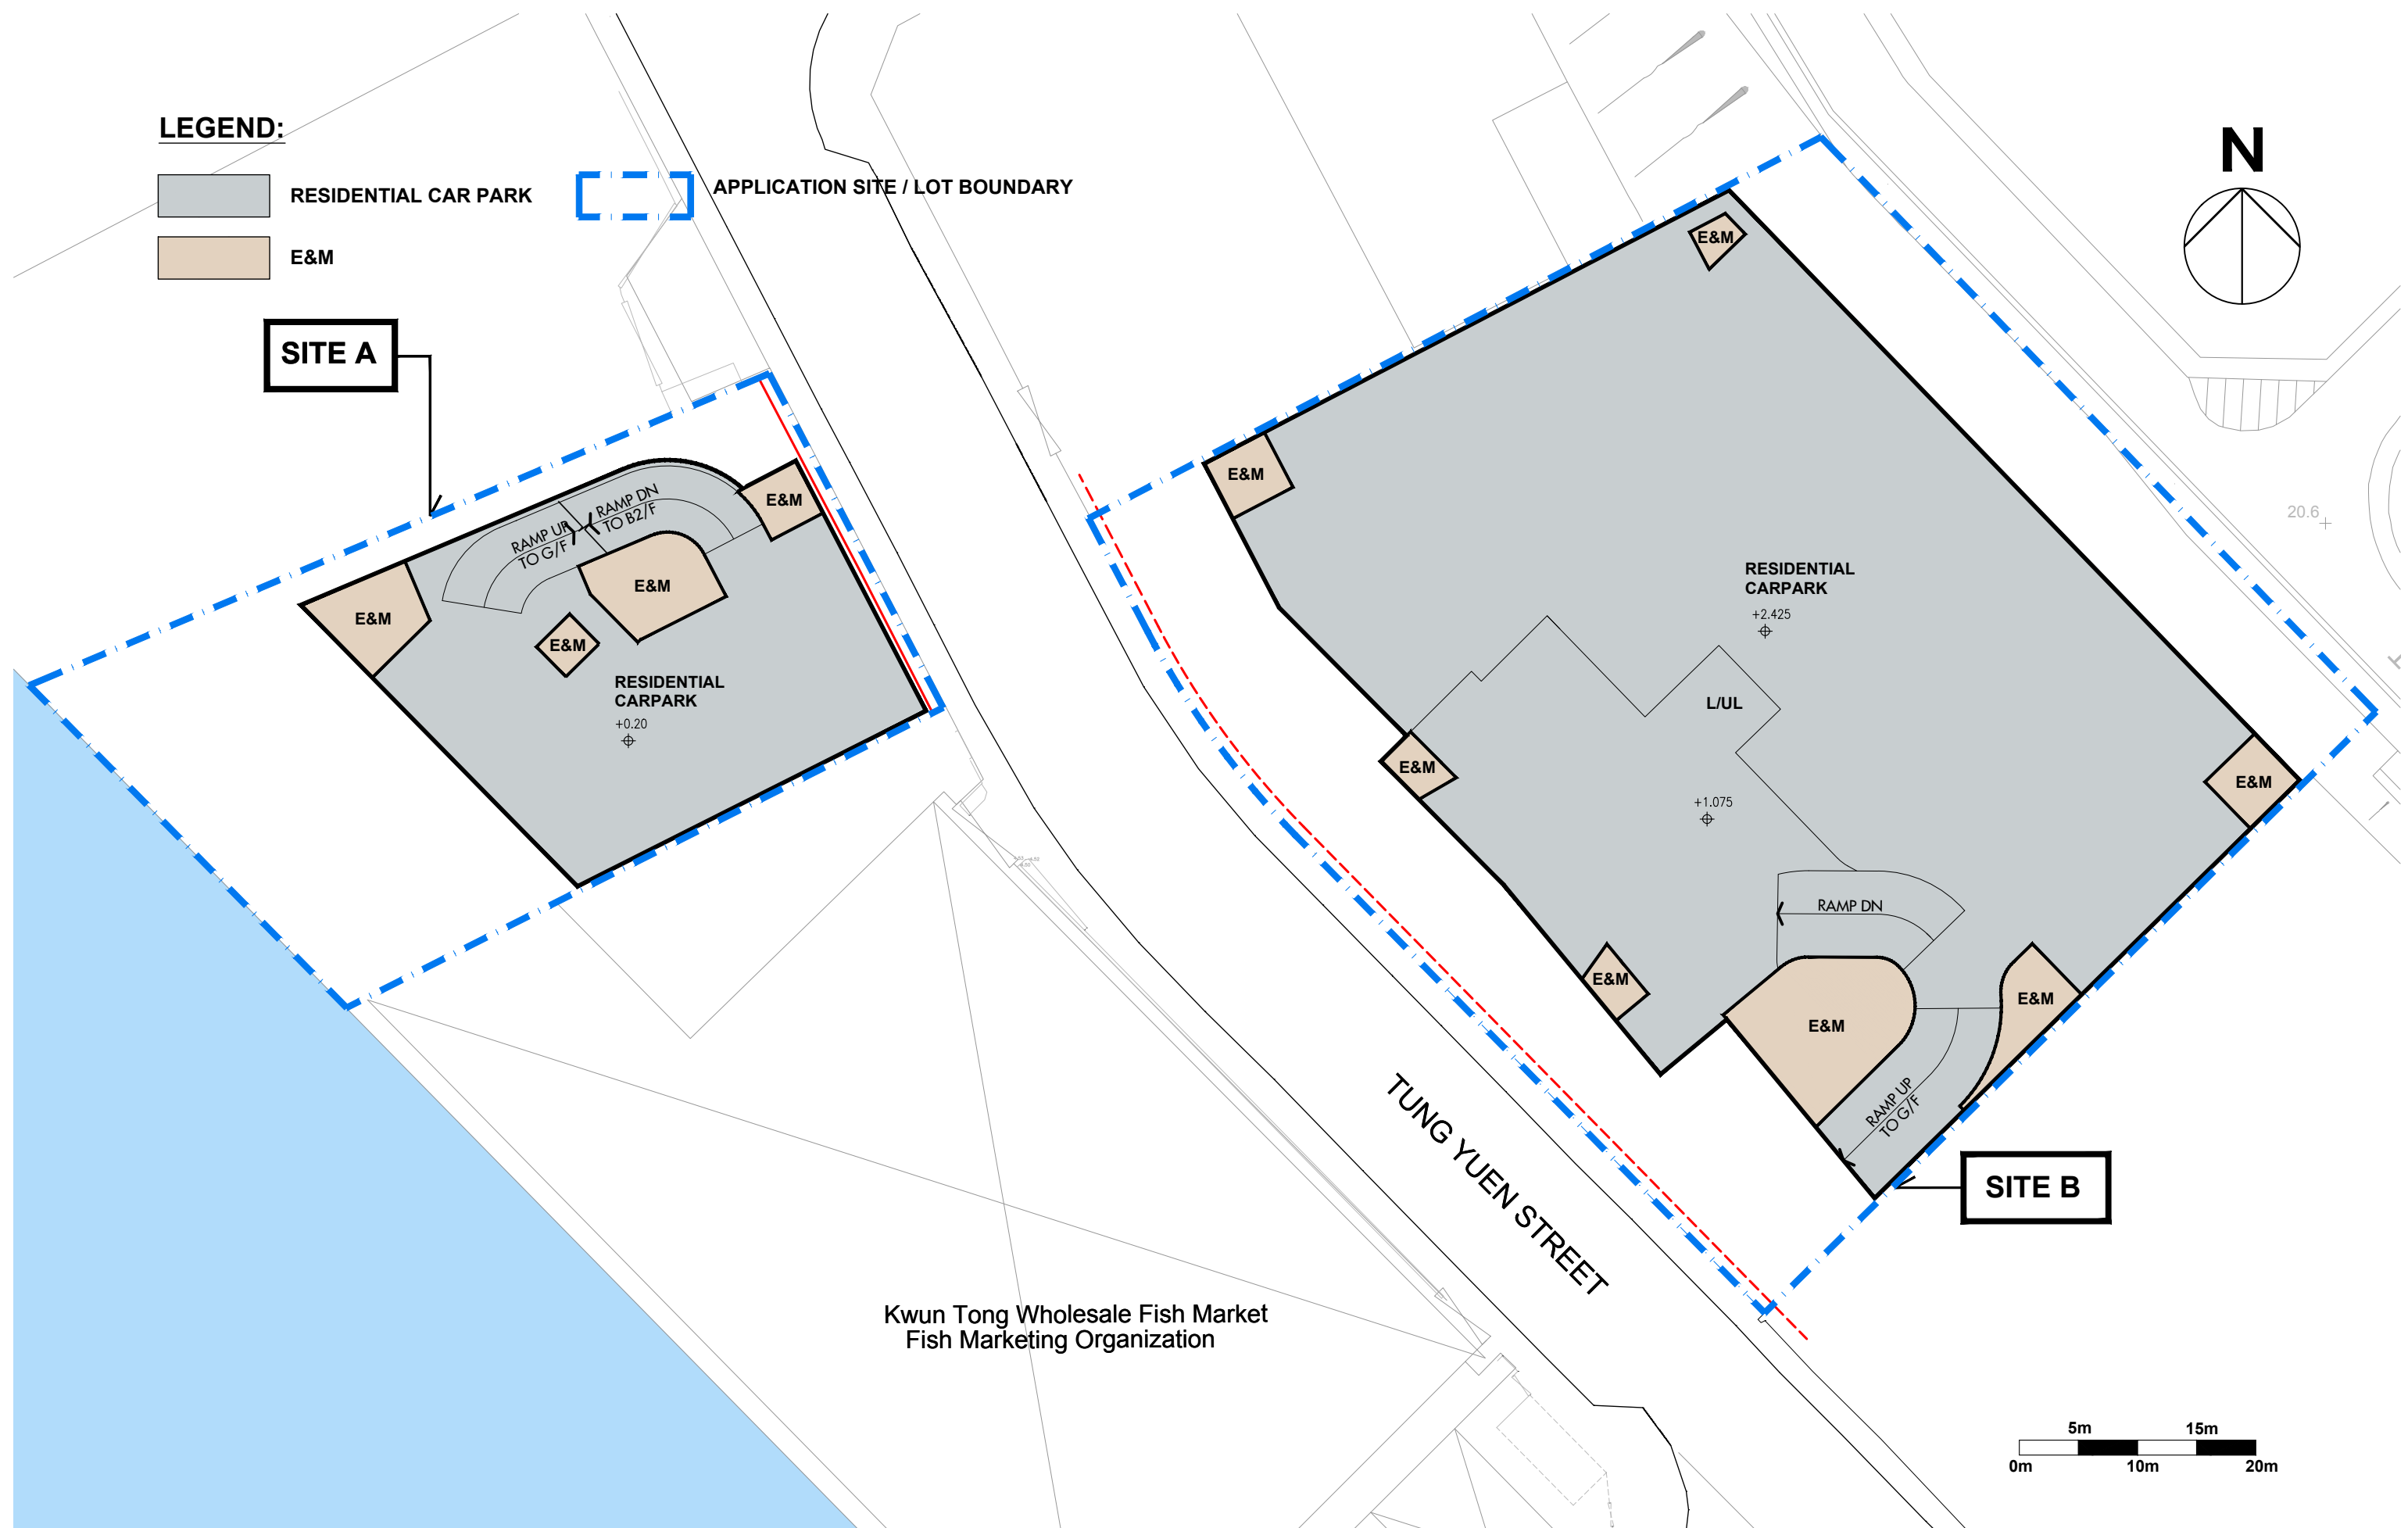 LEGEND:
RESIDENTIAL CAR PARK
E&M
APPLICATION SITE / LOT BOUNDARY
N
SITE A
E&M
RAMP UP
TO G/F
RAMP DN
TO B2/F
E&M
E&M
E&M
RESIDENTIAL
CARPARK
+0.20
E&M
E&M
RESIDENTIAL
CARPARK
+2.425
L/UL
E&M
+1.075
E&M
RAMP DN
E&M
E&M
E&M
RAMP UP
TO G/F
SITE B
20.6
TUNG YUEN STREET
Kwun Tong Wholesale Fish Market
Fish Marketing Organization
5m
15m
0m
10m
20m